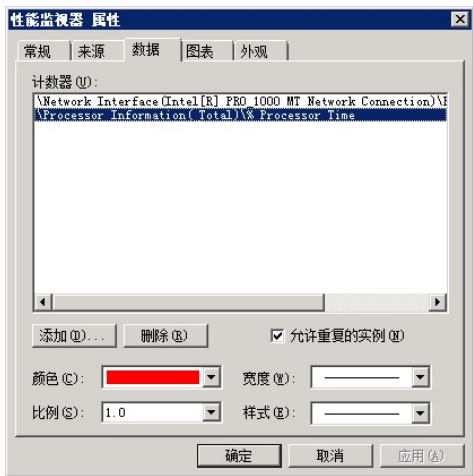 性能监视器 属性
常规 来源 数据 图表 外观
计数器(U):
\Network Interface(Intel[R] PRO_1000 MT Network Connection)\
\Processor Information(_Total)\% Processor Time
添加(D)... 删除(R) 允许重复的实例(N)
颜色(C): 宽度(W):
比例(S): 1.0 样式(E):
确定 取消 应用(A)